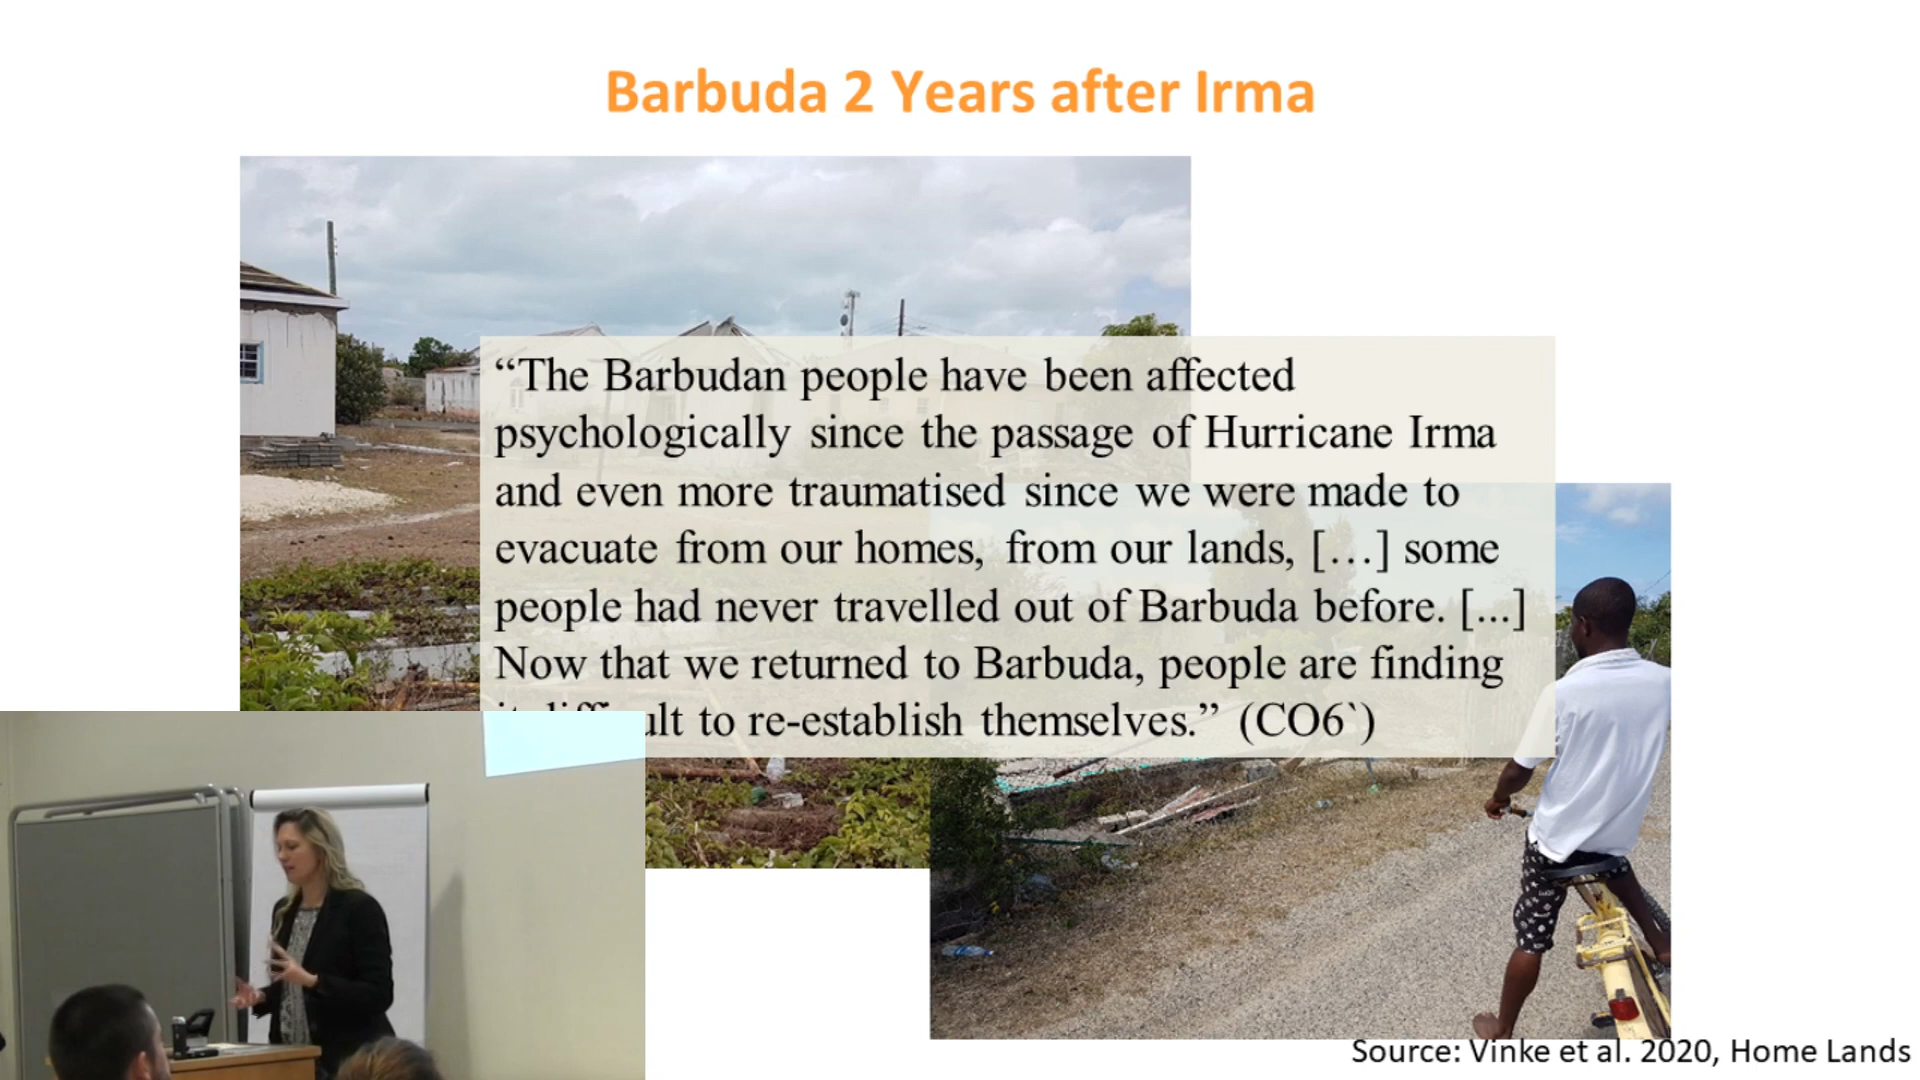 Barbuda 2 Years after Irma
“The Barbudan people have been affected
psychologically since the passage of Hurricane Irma
and even more traumatised since we were made to
evacuate from our homes, from our lands, […] some
people had never travelled out of Barbuda before. [...]
Now that we returned to Barbuda, people are finding
to re-establish themselves.” (CO6`)
Source: Vinke et al. 2020, Home Lands